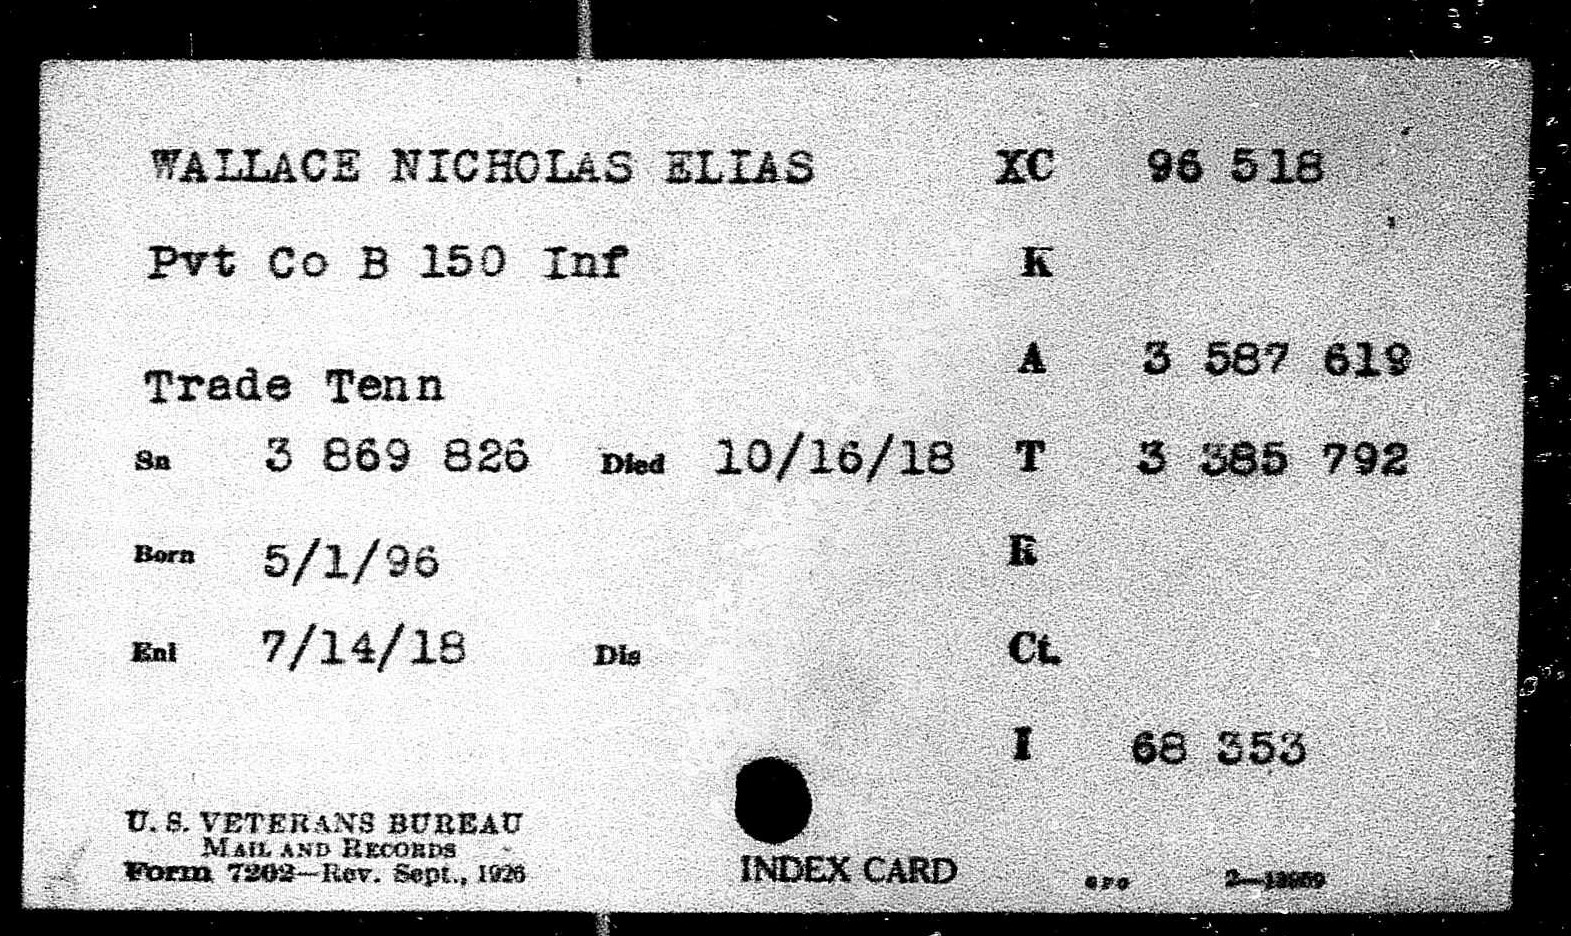 WALLACE NICHOLAS ELIAS XC 96 518
Pvt Co B 150 Inf K
A 3 587 619
Trade Tenn
Sn 3 869 826 Died 10/16/18 T 3 385 792
Born 5/1/96 R
Enl 7/14/18 Dis Ct.
I 68 353
U. S. VETERANS BUREAU
MAIL AND RECORDS
Form 7202—Rev. Sept., 1926 INDEX CARD GPO